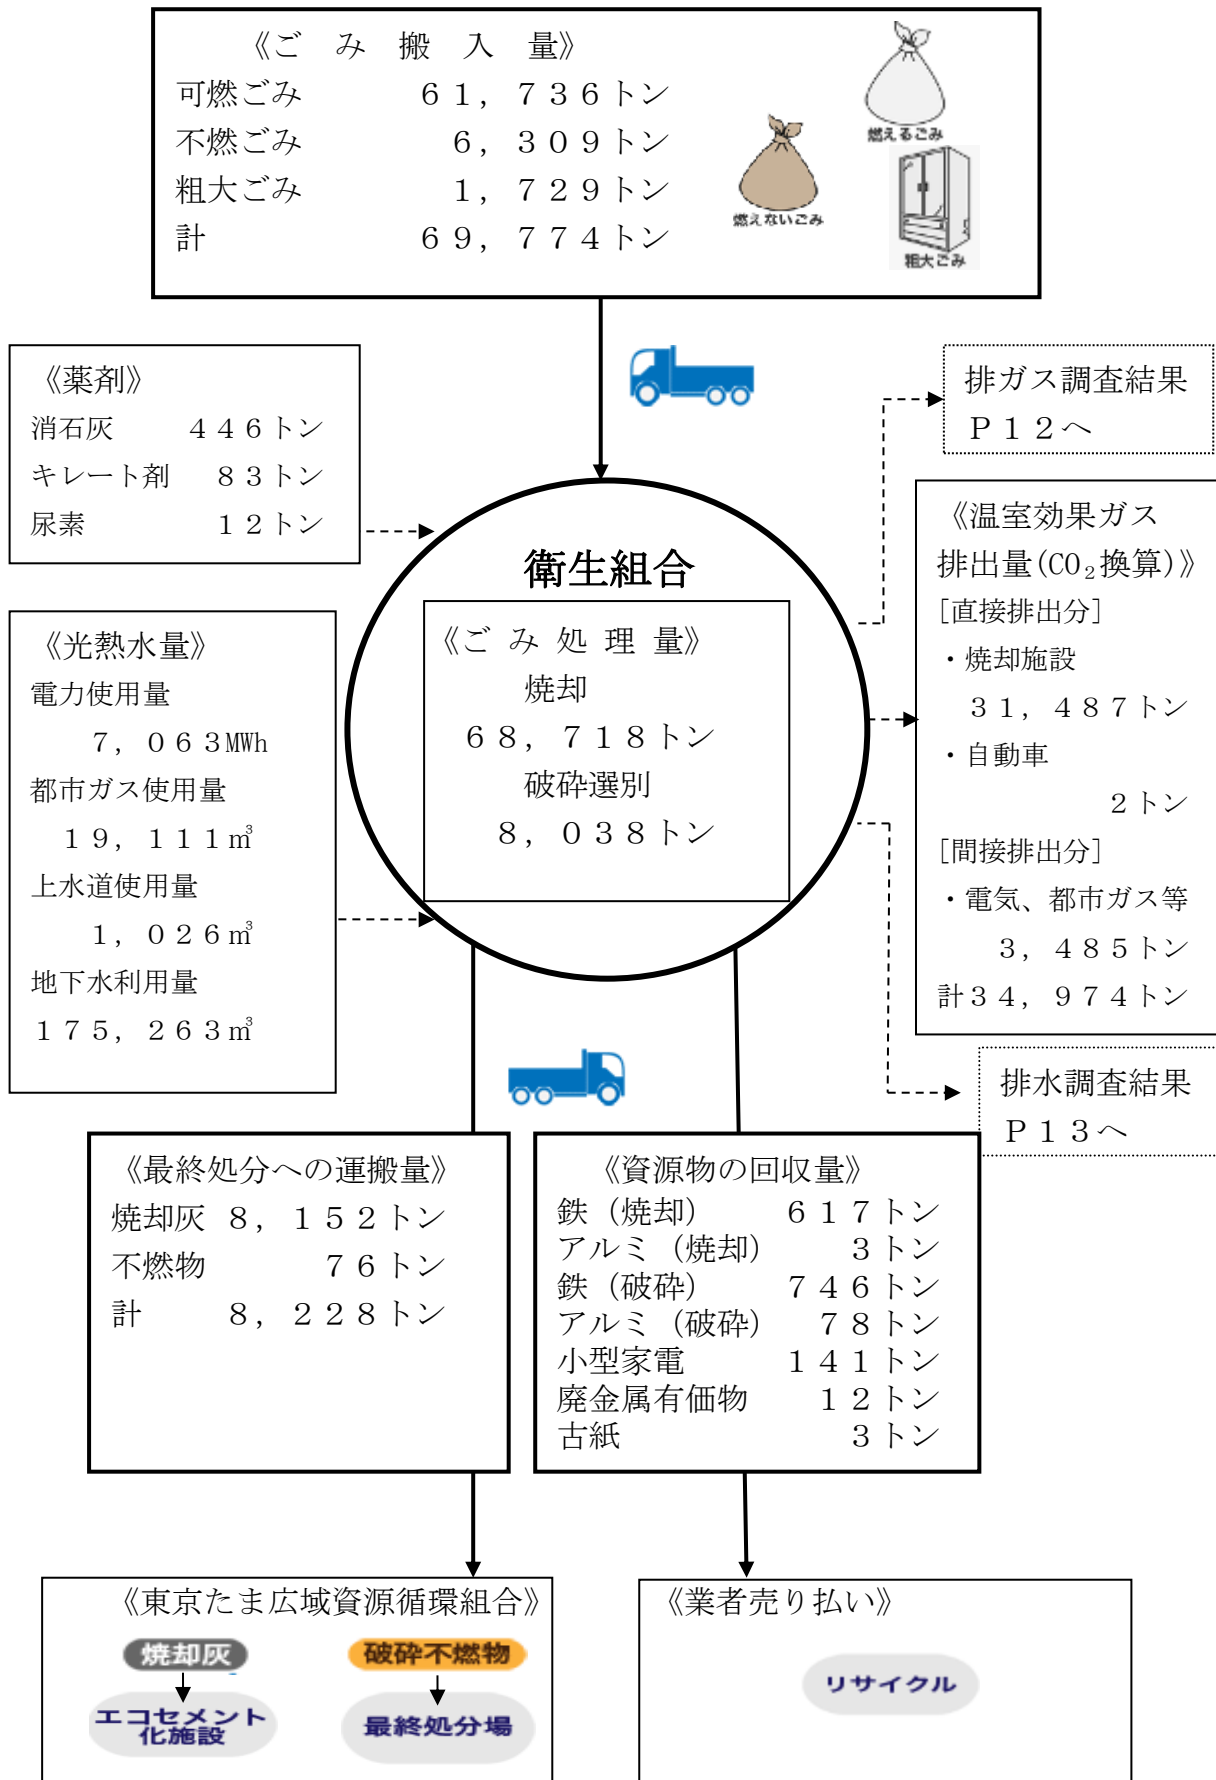 《ご み 搬 入 量》
可燃ごみ ６１，７３６トン
不燃ごみ ６，３０９トン
粗大ごみ １，７２９トン
計 ６９，７７４トン
燃えるごみ
燃えないごみ
粗大ごみ
《薬剤》
消石灰 ４４６トン
キレート剤 ８３トン
尿素 １２トン
排ガス調査結果
Ｐ１２へ
《光熱水量》
電力使用量
７，０６３MWh
都市ガス使用量
１９，１１１㎥
上水道使用量
１，０２６㎥
地下水利用量
１７５，２６３㎥
衛生組合
《ご み 処 理 量》
焼却
６８，７１８トン
破砕選別
８，０３８トン
《温室効果ガス
排出量(CO₂換算)》
[直接排出分]
・焼却施設
３１，４８７トン
・自動車
２トン
[間接排出分]
・電気、都市ガス等
３，４８５トン
計３４，９７４トン
排水調査結果
Ｐ１３へ
《最終処分への運搬量》
焼却灰 ８，１５２トン
不燃物 ７６トン
計 ８，２２８トン
《資源物の回収量》
鉄（焼却） ６１７トン
アルミ（焼却） ３トン
鉄（破砕） ７４６トン
アルミ（破砕） ７８トン
小型家電 １４１トン
廃金属有価物 １２トン
古紙 ３トン
《東京たま広域資源循環組合》
焼却灰
エコセメント
化施設
破砕不燃物
最終処分場
《業者売り払い》
リサイクル